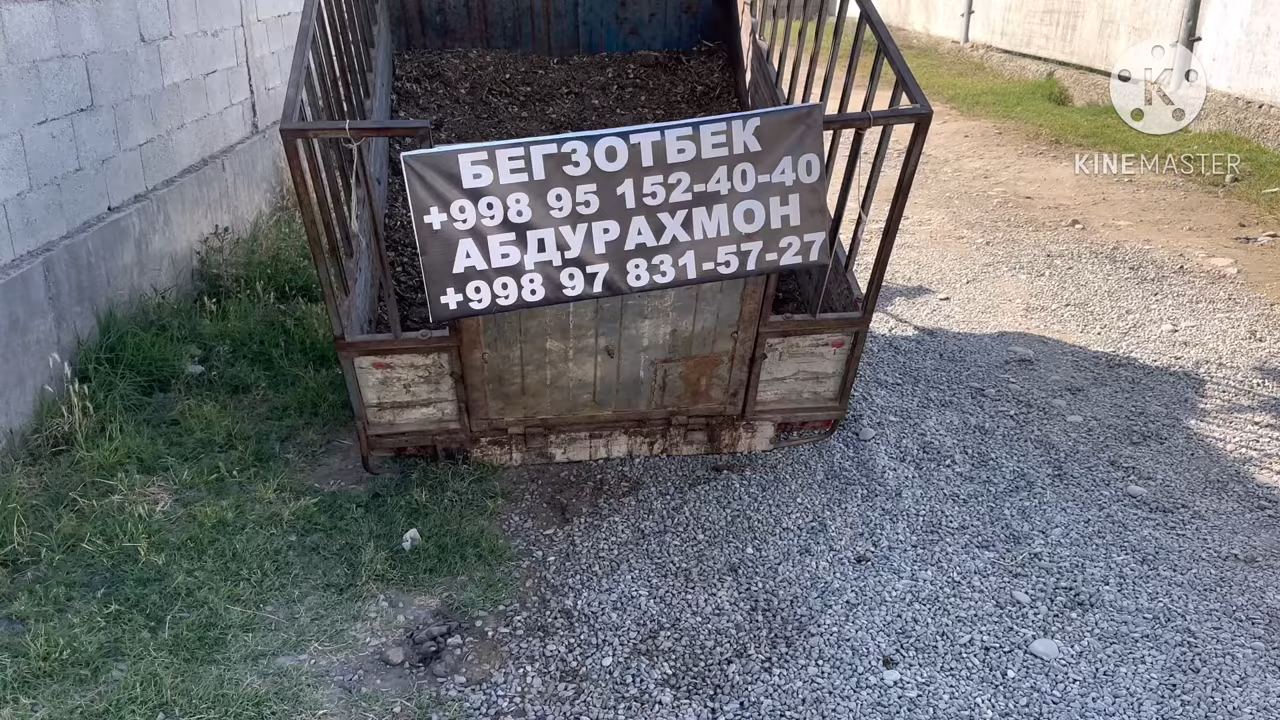 БЕГЗОТБЕК
+998 95 152-40-40
АБДУРАХМОН
+998 97 831-57-27
K
KINEMASTER